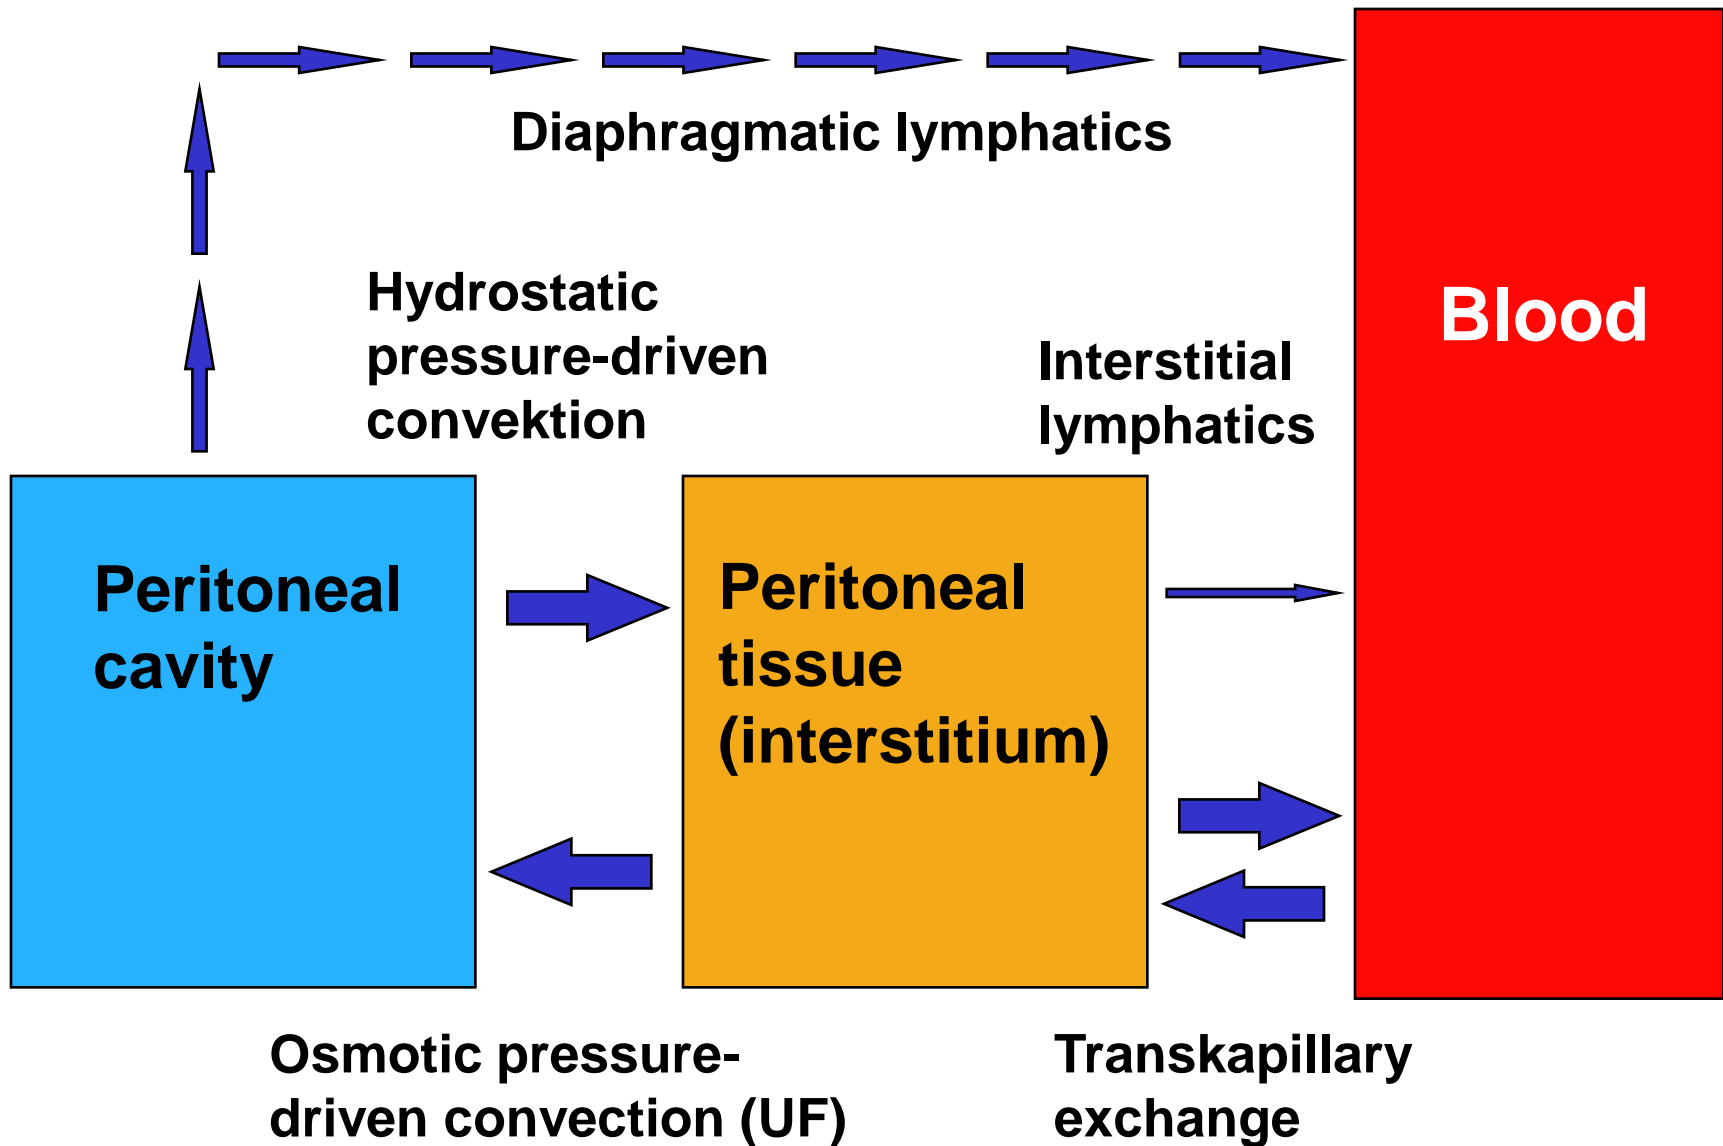 Diaphragmatic lymphatics
Hydrostatic
pressure-driven
convektion
Interstitial
lymphatics
Blood
Peritoneal
cavity
Peritoneal
tissue
(interstitium)
Osmotic pressure-
driven convection (UF)
Transkapillary
exchange